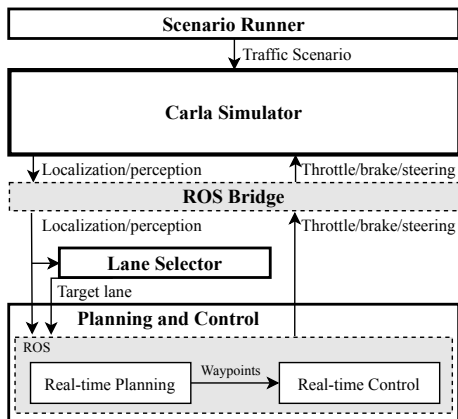 Scenario Runner
Traffic Scenario
Carla Simulator
Localization/perception
Throttle/brake/steering
ROS Bridge
Localization/perception
Throttle/brake/steering
Lane Selector
Target lane
Planning and Control
ROS
Real-time Planning
Waypoints
Real-time Control